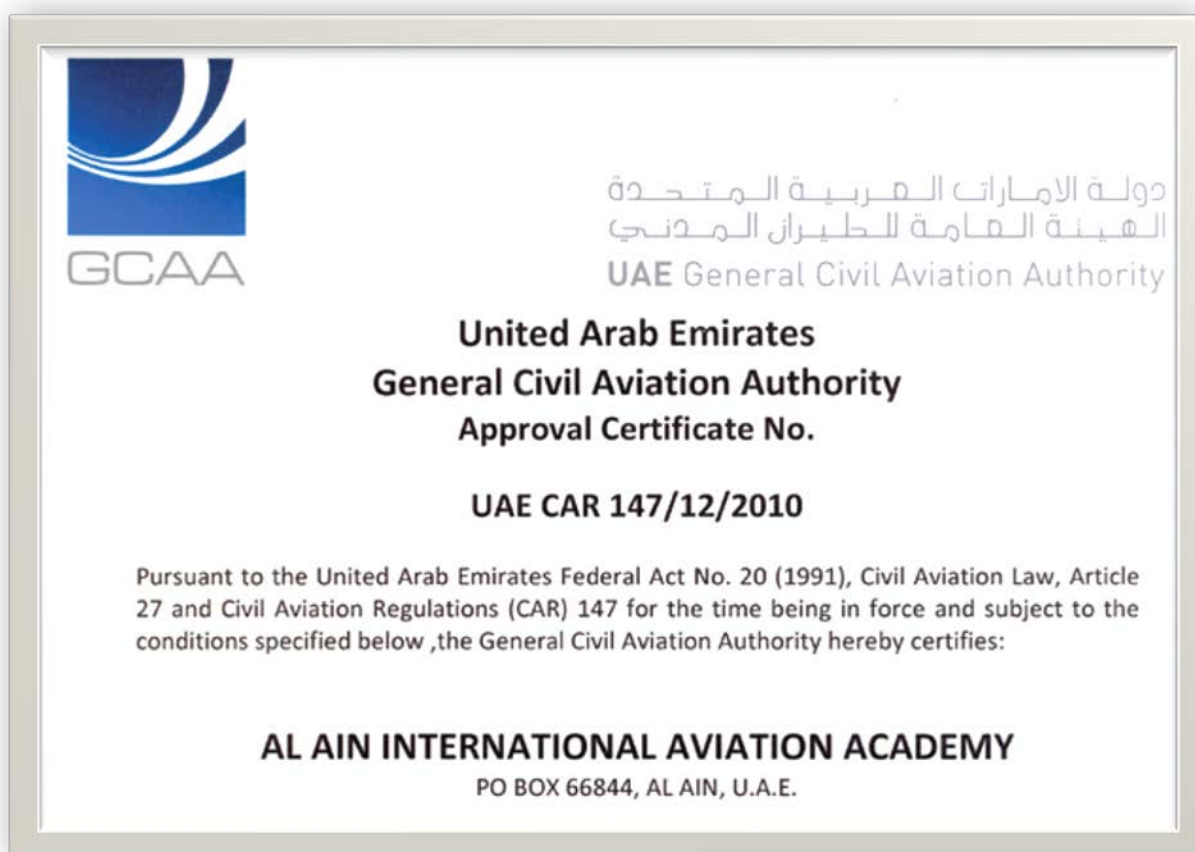 GCAA
دولة الامارات العربية المتحدة
الهيئة العامة للطيران المدني
UAE General Civil Aviation Authority
United Arab Emirates
General Civil Aviation Authority
Approval Certificate No.
UAE CAR 147/12/2010
Pursuant to the United Arab Emirates Federal Act No. 20 (1991), Civil Aviation Law, Article
27 and Civil Aviation Regulations (CAR) 147 for the time being in force and subject to the
conditions specified below ,the General Civil Aviation Authority hereby certifies:
AL AIN INTERNATIONAL AVIATION ACADEMY
PO BOX 66844, AL AIN, U.A.E.